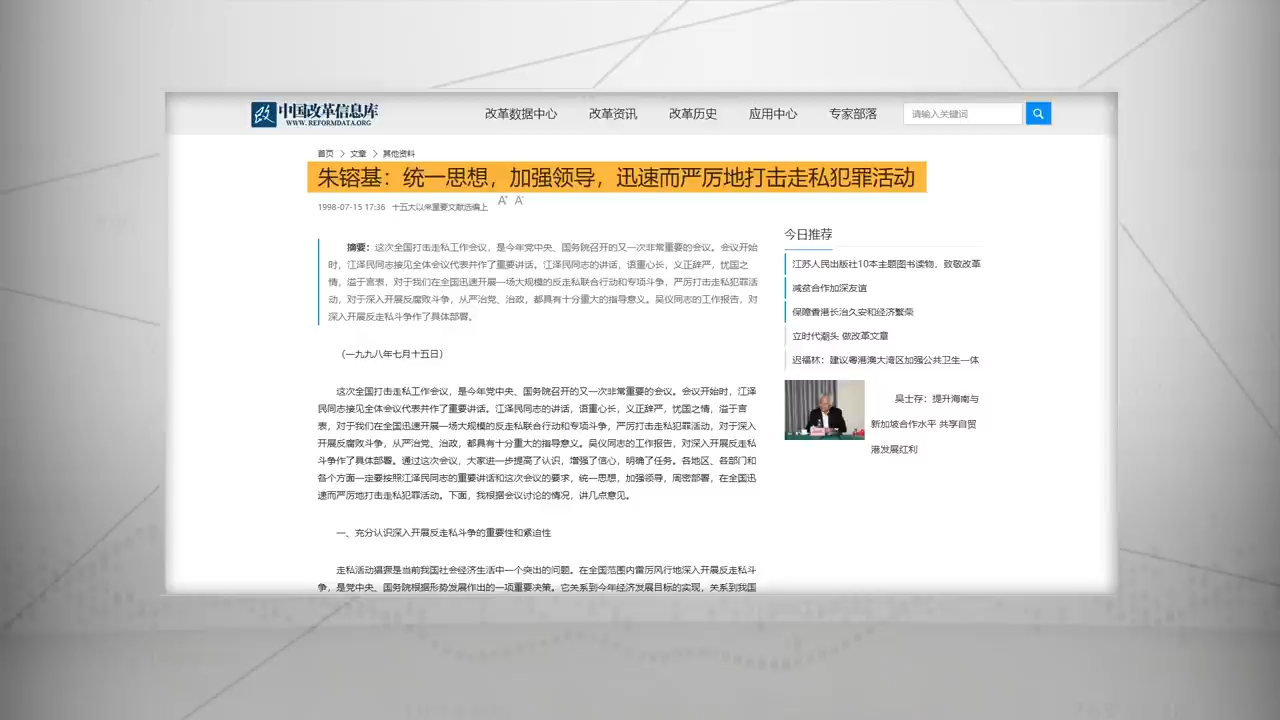 中国改革信息库
WWW.REFORMDATA.ORG
改革数据中心 改革资讯 改革历史 应用中心 专家部落 请输入关键词
首页 > 文章 > 其他资料
朱镕基：统一思想，加强领导，迅速而严厉地打击走私犯罪活动
1998-07-15 17:36 十五大以来重要文献选编上 A+ A-
摘要：这次全国打击走私工作会议，是今年党中央、国务院召开的又一次非常重要的会议。会议开始
时，江泽民同志接见全体会议代表并作了重要讲话。江泽民同志的讲话，语重心长，义正辞严，忧国之
情，溢于言表，对于我们在全国迅速开展一场大规模的反走私联合行动和专项斗争，严厉打击走私犯罪活
动，对于深入开展反腐败斗争，从严治党、治政，都具有十分重大的指导意义。吴仪同志的工作报告，对
深入开展反走私斗争作了具体部署。
（一九九八年七月十五日）
这次全国打击走私工作会议，是今年党中央、国务院召开的又一次非常重要的会议。会议开始时，江泽
民同志接见全体会议代表并作了重要讲话。江泽民同志的讲话，语重心长，义正辞严，忧国之情，溢于言
表，对于我们在全国迅速开展一场大规模的反走私联合行动和专项斗争，严厉打击走私犯罪活动，对于深入
开展反腐败斗争，从严治党、治政，都具有十分重大的指导意义。吴仪同志的工作报告，对深入开展反走私
斗争作了具体部署。通过这次会议，大家进一步提高了认识，增强了信心，明确了任务。各地区、各部门和
各个方面一定要按照江泽民同志的重要讲话和这次会议的要求，统一思想，加强领导，周密部署，在全国迅
速而严厉地打击走私犯罪活动。下面，我根据会议讨论的情况，讲几点意见。
一、充分认识深入开展反走私斗争的重要性和紧迫性
走私活动猖獗是当前我国社会经济生活中一个突出的问题。在全国范围内雷厉风行地深入开展反走私斗
争，是党中央、国务院根据形势发展作出的一项重要决策。它关系到今年经济发展目标的实现，关系到我国
今日推荐
江苏人民出版社10本主题图书读物，致敬改革
减贫合作加深友谊
保障香港长治久安和经济繁荣
立时代潮头 做改革文章
迟福林：建议粤港澳大湾区加强公共卫生一体
吴士存：提升海南与
新加坡合作水平 共享自贸
港发展红利